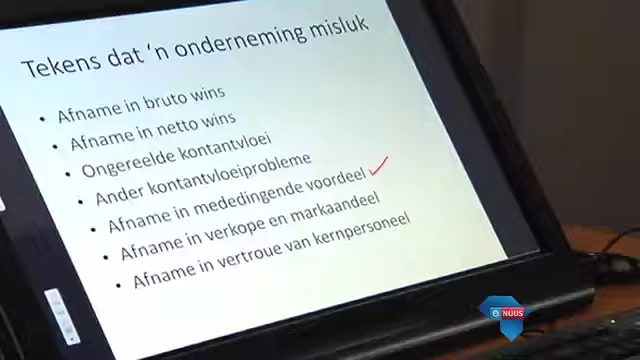 Tekens dat 'n onderneming misluk
• Afname in bruto wins
• Afname in netto wins
• Ongereelde kontantvloei
• Ander kontantvloeiprobleme
• Afname in mededingende voordeel
• Afname in verkope en markaandeel
• Afname in vertroue van kernpersoneel
e NUUS